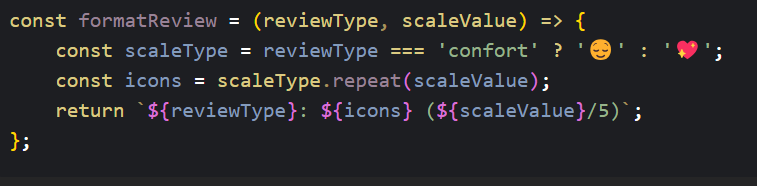 const formatReview = (reviewType, scaleValue) => {
    const scaleType = reviewType === 'confort' ? '😌' : '💖';
    const icons = scaleType.repeat(scaleValue);
    return `${reviewType}: ${icons} (${scaleValue}/5)`;
};